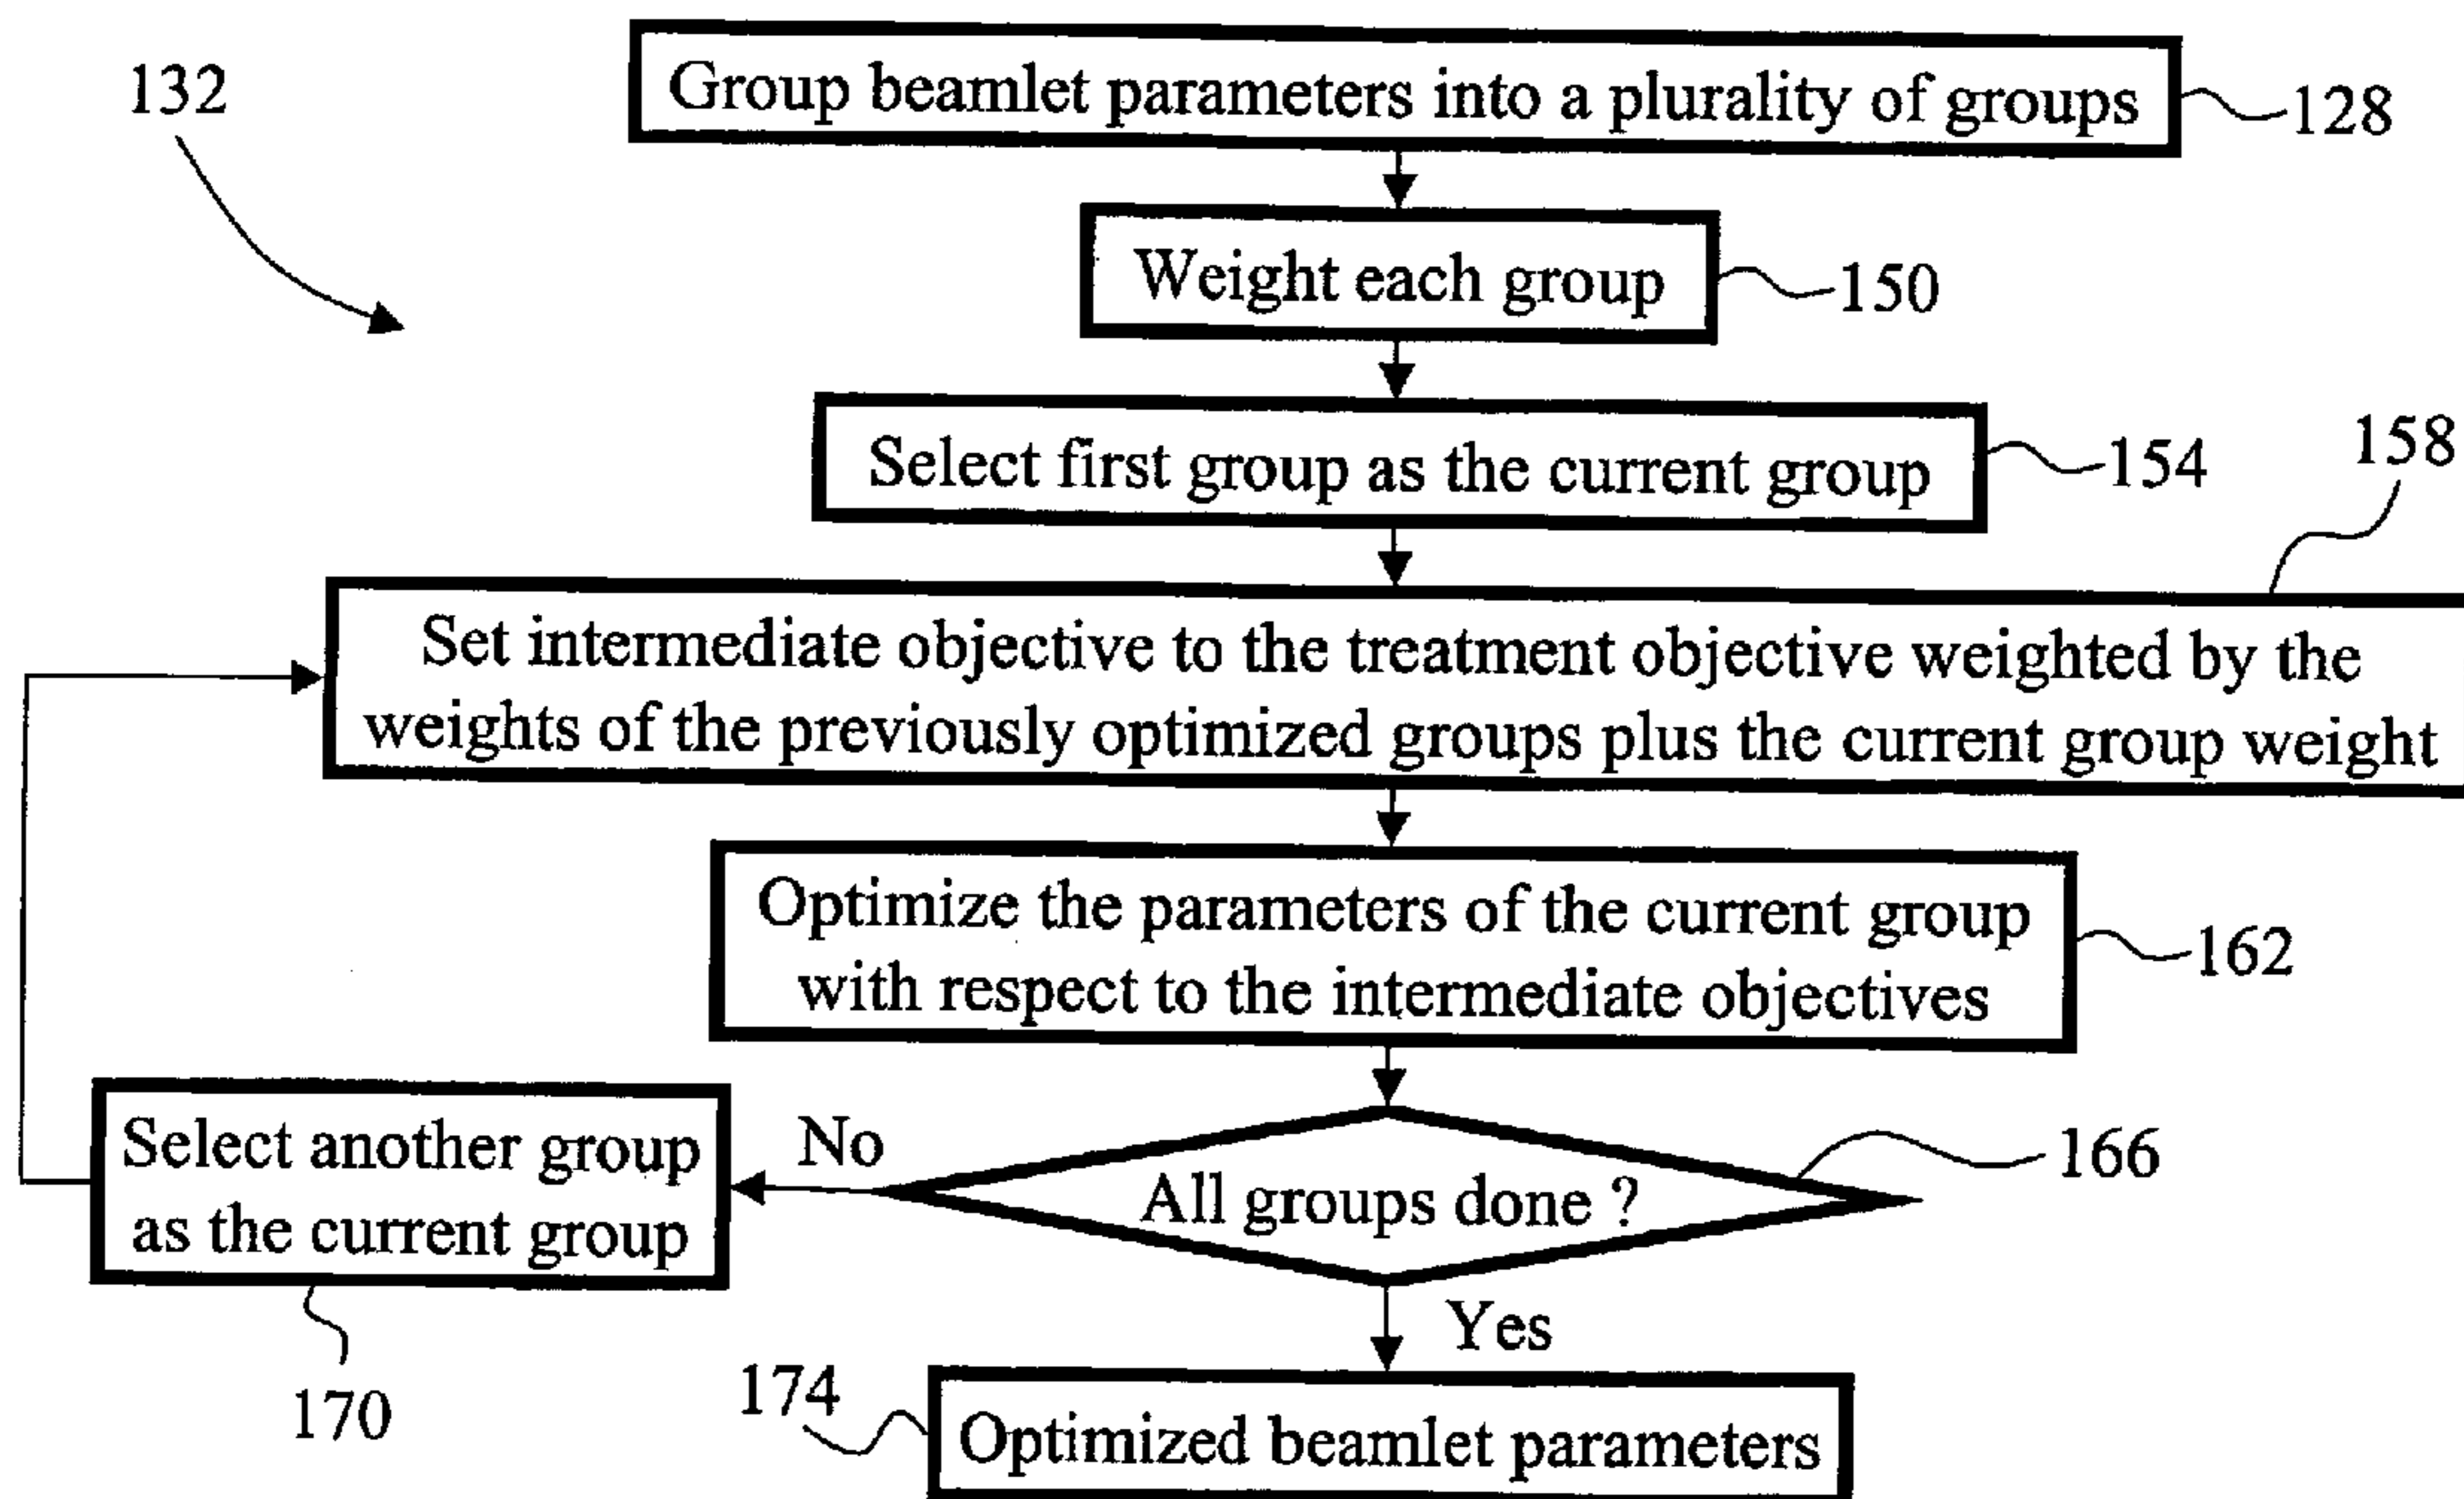 132
Group beamlet parameters into a plurality of groups
128
Weight each group
150
Select first group as the current group
154
158
Set intermediate objective to the treatment objective weighted by the
weights of the previously optimized groups plus the current group weight
Optimize the parameters of the current group
with respect to the intermediate objectives
162
Select another group
as the current group
No
All groups done ?
166
170
Yes
174
Optimized beamlet parameters